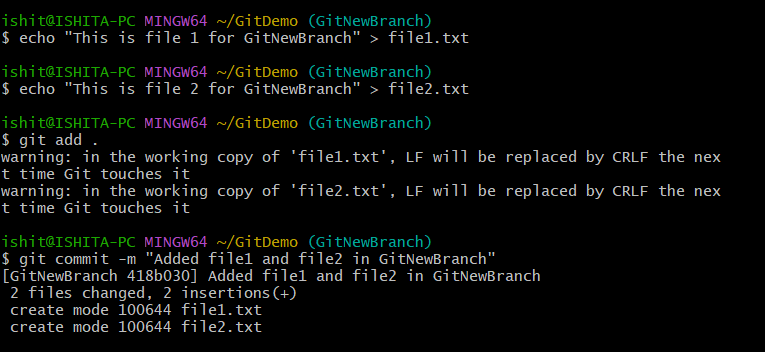 ishit@ISHITA-PC MINGW64 ~/GitDemo (GitNewBranch)
$ echo "This is file 1 for GitNewBranch" > file1.txt
ishit@ISHITA-PC MINGW64 ~/GitDemo (GitNewBranch)
$ echo "This is file 2 for GitNewBranch" > file2.txt
ishit@ISHITA-PC MINGW64 ~/GitDemo (GitNewBranch)
$ git add .
warning: in the working copy of 'file1.txt', LF will be replaced by CRLF the nex
t time Git touches it
warning: in the working copy of 'file2.txt', LF will be replaced by CRLF the nex
t time Git touches it
ishit@ISHITA-PC MINGW64 ~/GitDemo (GitNewBranch)
$ git commit -m "Added file1 and file2 in GitNewBranch"
[GitNewBranch 418b030] Added file1 and file2 in GitNewBranch
 2 files changed, 2 insertions(+)
 create mode 100644 file1.txt
 create mode 100644 file2.txt